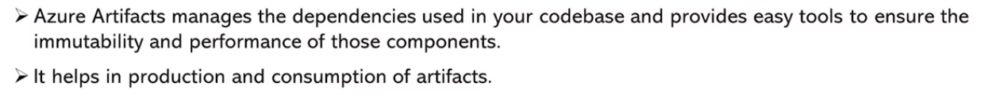 ➢ Azure Artifacts manages the dependencies used in your codebase and provides easy tools to ensure the
immutability and performance of those components.
➢ It helps in production and consumption of artifacts.